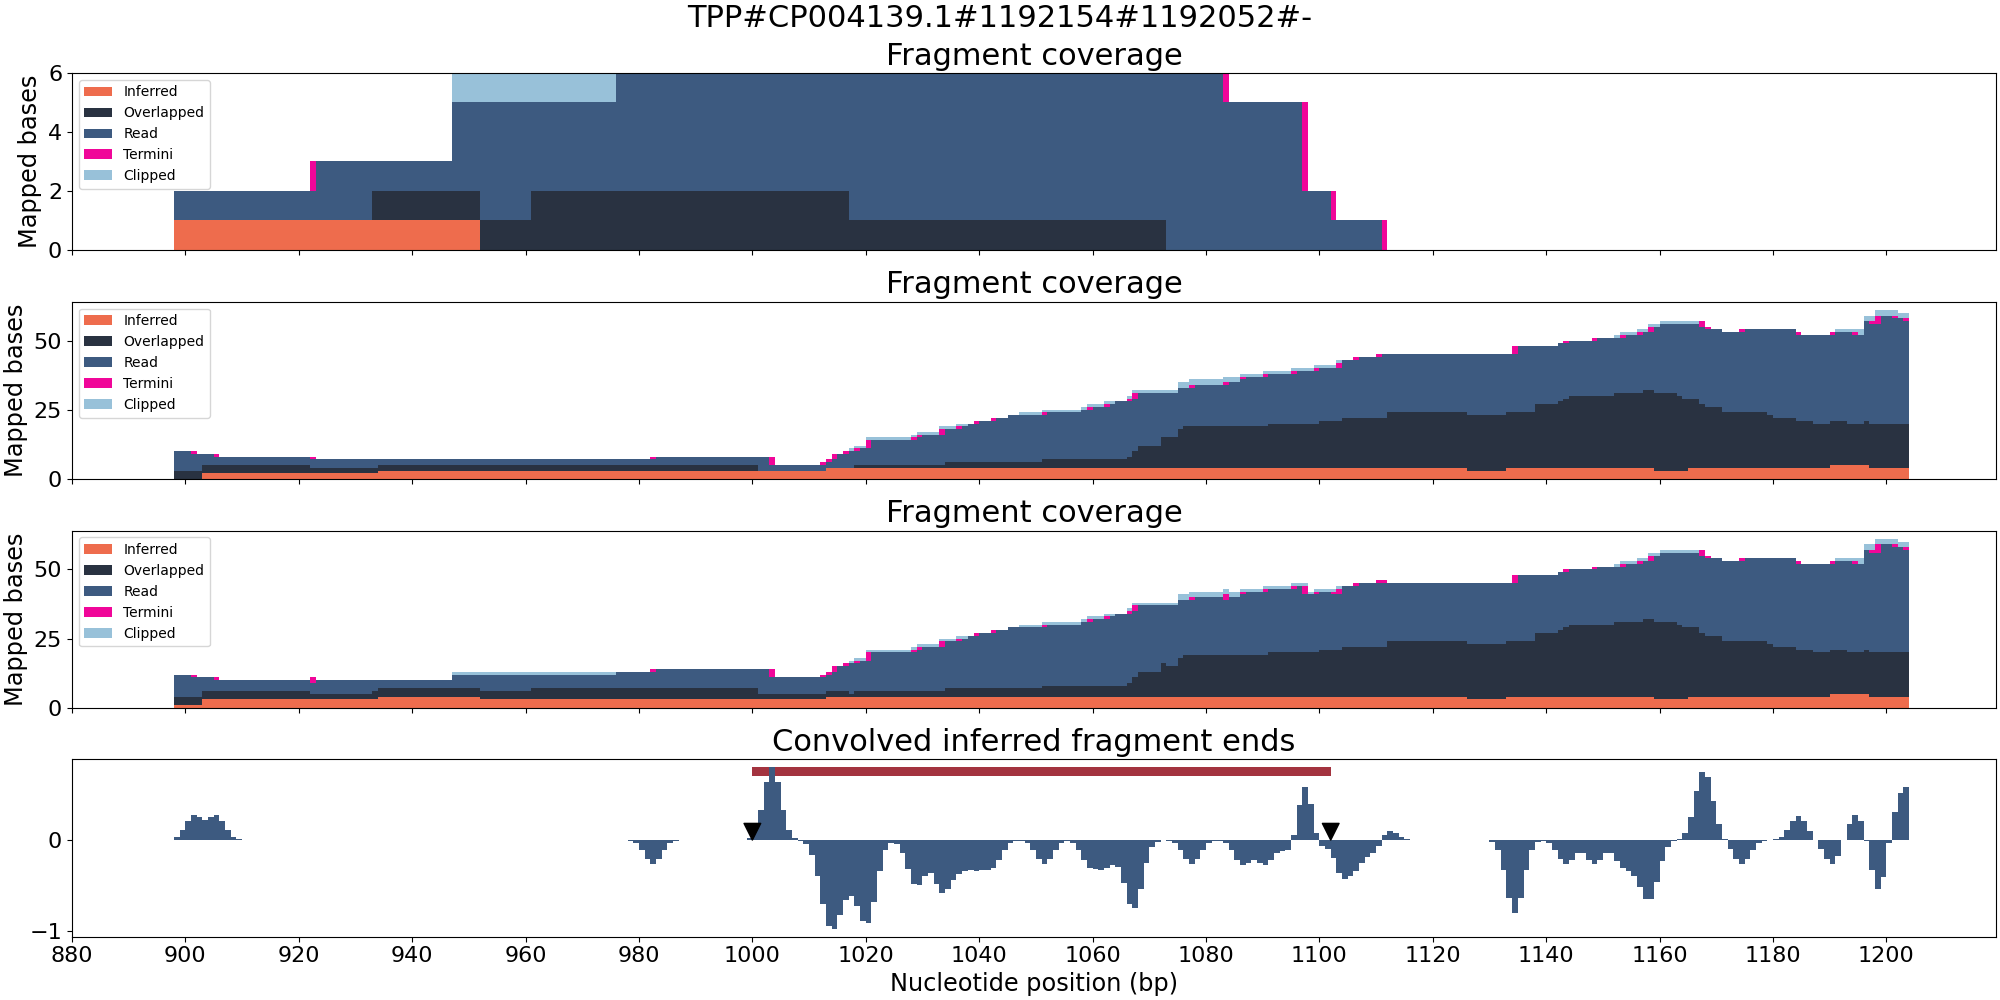 TPP#CP004139.1#1192154#1192052#-
Fragment coverage
Mapped bases
6
4
2
0
Inferred
Overlapped
Read
Termini
Clipped
Fragment coverage
Mapped bases
50
25
0
Inferred
Overlapped
Read
Termini
Clipped
Fragment coverage
Mapped bases
50
25
0
Inferred
Overlapped
Read
Termini
Clipped
Convolved inferred fragment ends
0
−1
880 900 920 940 960 980 1000 1020 1040 1060 1080 1100 1120 1140 1160 1180 1200
Nucleotide position (bp)